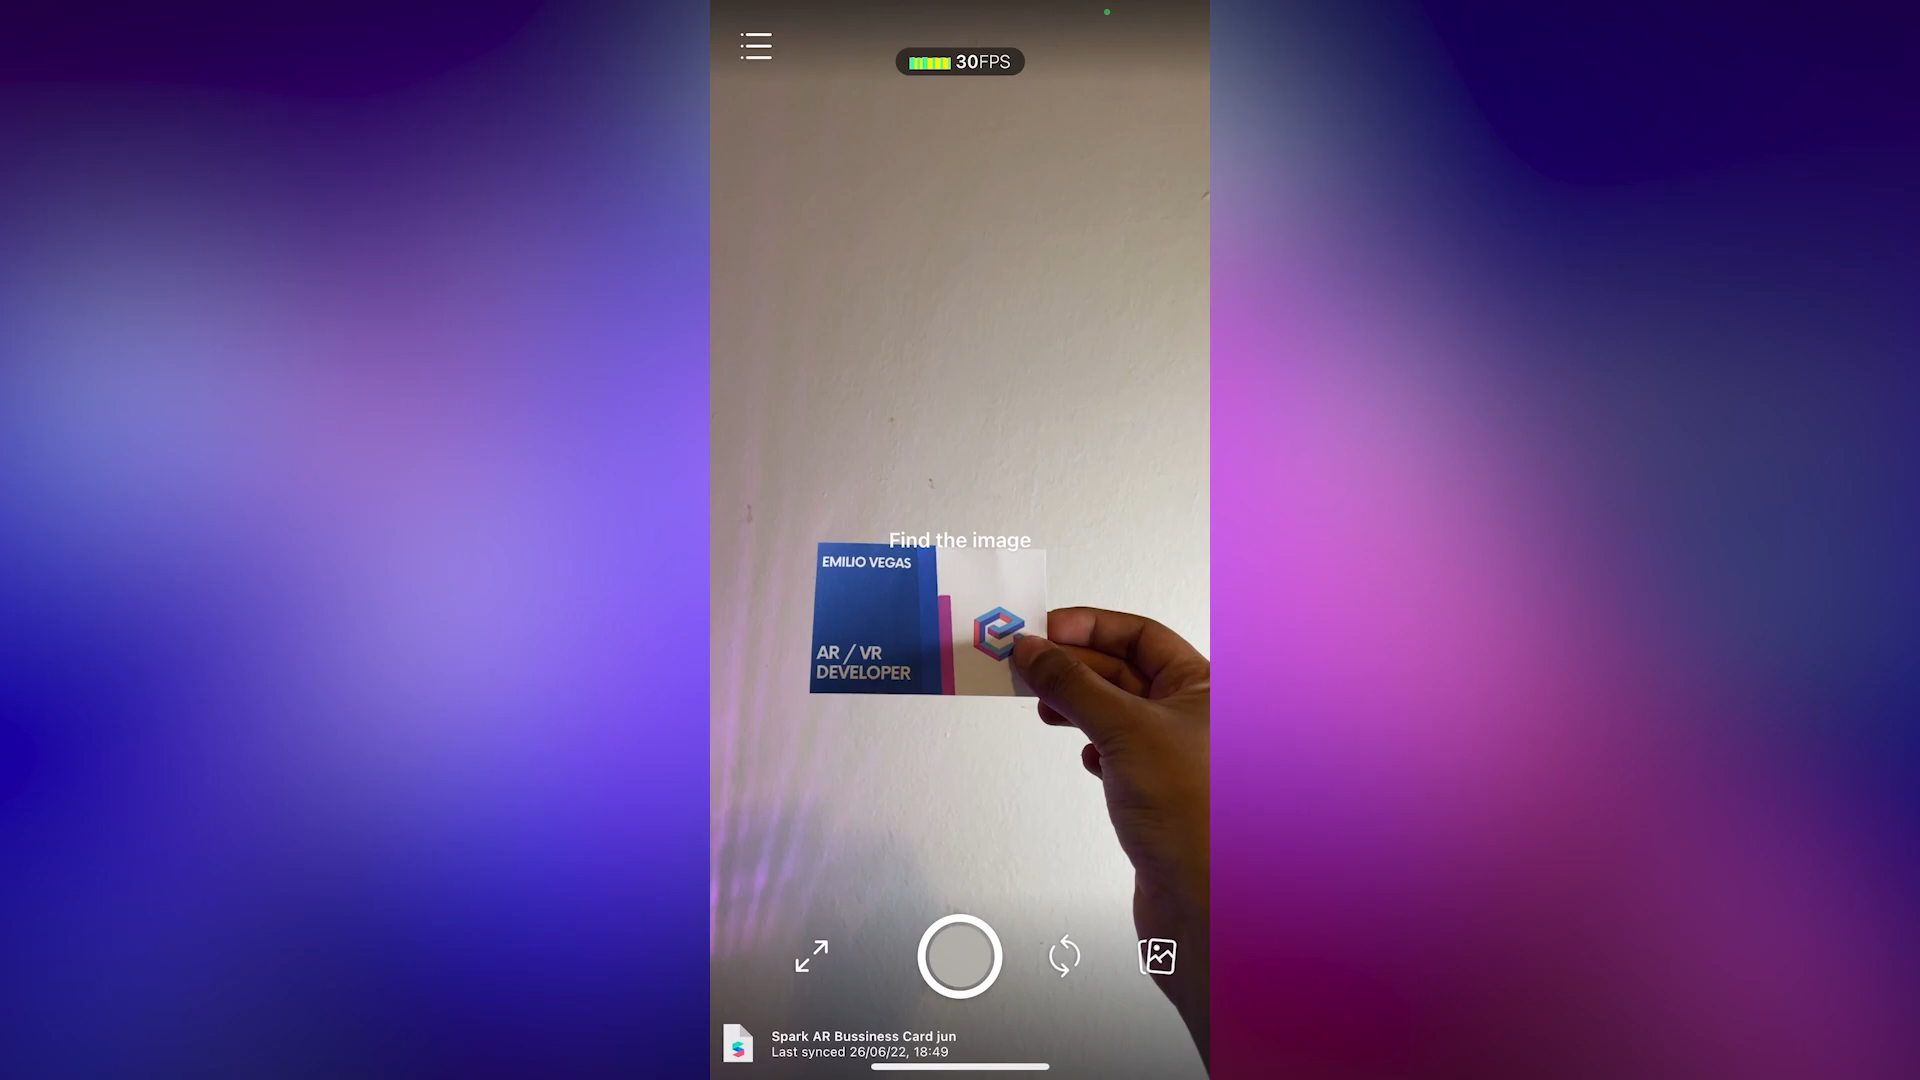 30FPS
Find the image
EMILIO VEGAS
AR / VR
DEVELOPER
Spark AR Bussiness Card jun
Last synced 26/06/22, 18:49